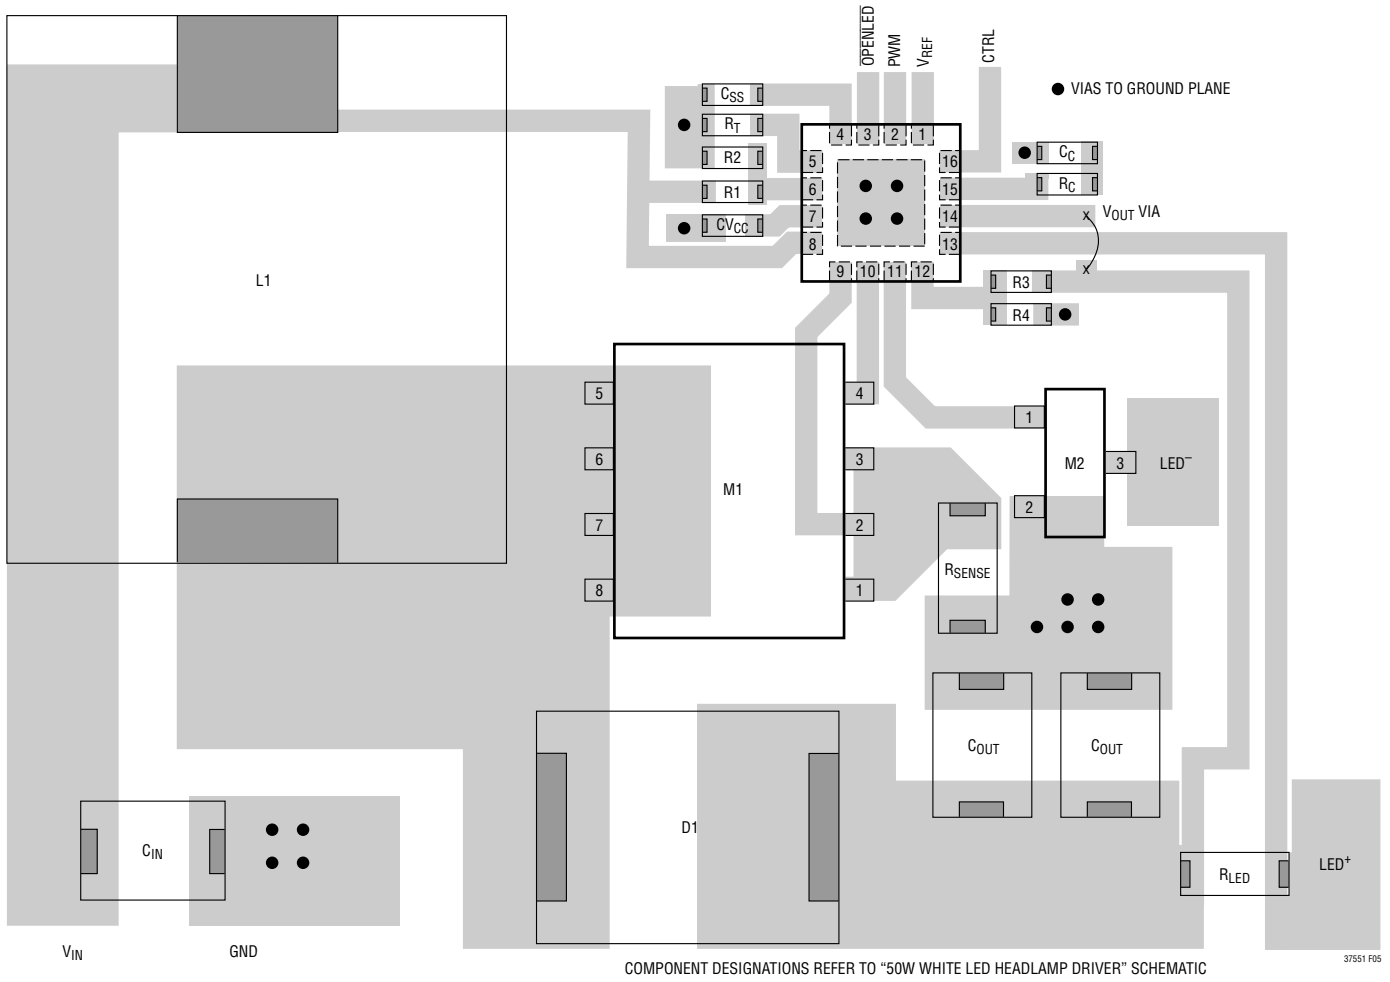 OPENLED
PWM
VREF
CTRL
VIAS TO GROUND PLANE
CSS
RT
R2
R1
CVCC
4
3
2
1
5
6
7
8
16
15
14
13
9
10
11
12
CC
RC
x
VOUT VIA
x
R3
R4
L1
5
6
7
8
M1
4
3
2
1
1
2
M2
3
LED–
RSENSE
COUT
COUT
D1
CIN
RLED
LED+
VIN
GND
COMPONENT DESIGNATIONS REFER TO “50W WHITE LED HEADLAMP DRIVER” SCHEMATIC
37551 F05